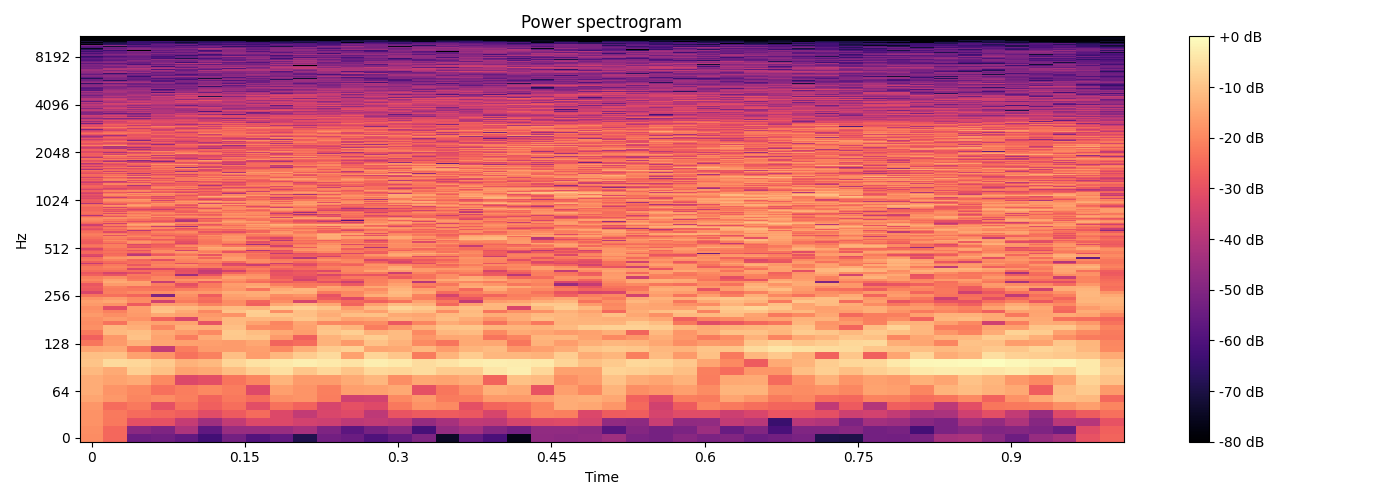 Power spectrogram
Hz
8192
4096
2048
1024
512
256
128
64
0
0 0.15 0.3 0.45 0.6 0.75 0.9
Time
+0 dB
-10 dB
-20 dB
-30 dB
-40 dB
-50 dB
-60 dB
-70 dB
-80 dB